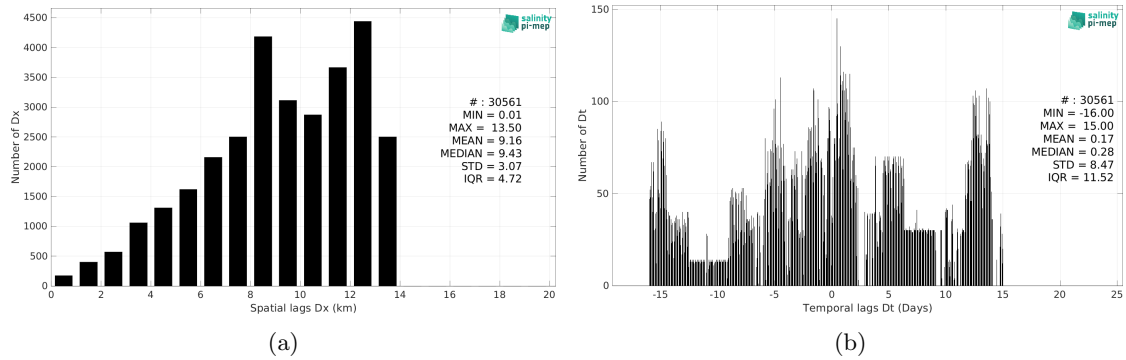 4500
4000
3500
3000
2500
2000
1500
1000
500
0
Number of Dx
0 2 4 6 8 10 12 14 16 18 20
Spatial lags Dx (km)
salinity
pi-mep
# : 30561
MIN = 0.01
MAX = 13.50
MEAN = 9.16
MEDIAN = 9.43
STD = 3.07
IQR = 4.72
(a)
150
100
50
0
Number of Dt
-15 -10 -5 0 5 10 15 20 25
Temporal lags Dt (Days)
salinity
pi-mep
# : 30561
MIN = -16.00
MAX = 15.00
MEAN = 0.17
MEDIAN = 0.28
STD = 8.47
IQR = 11.52
(b)